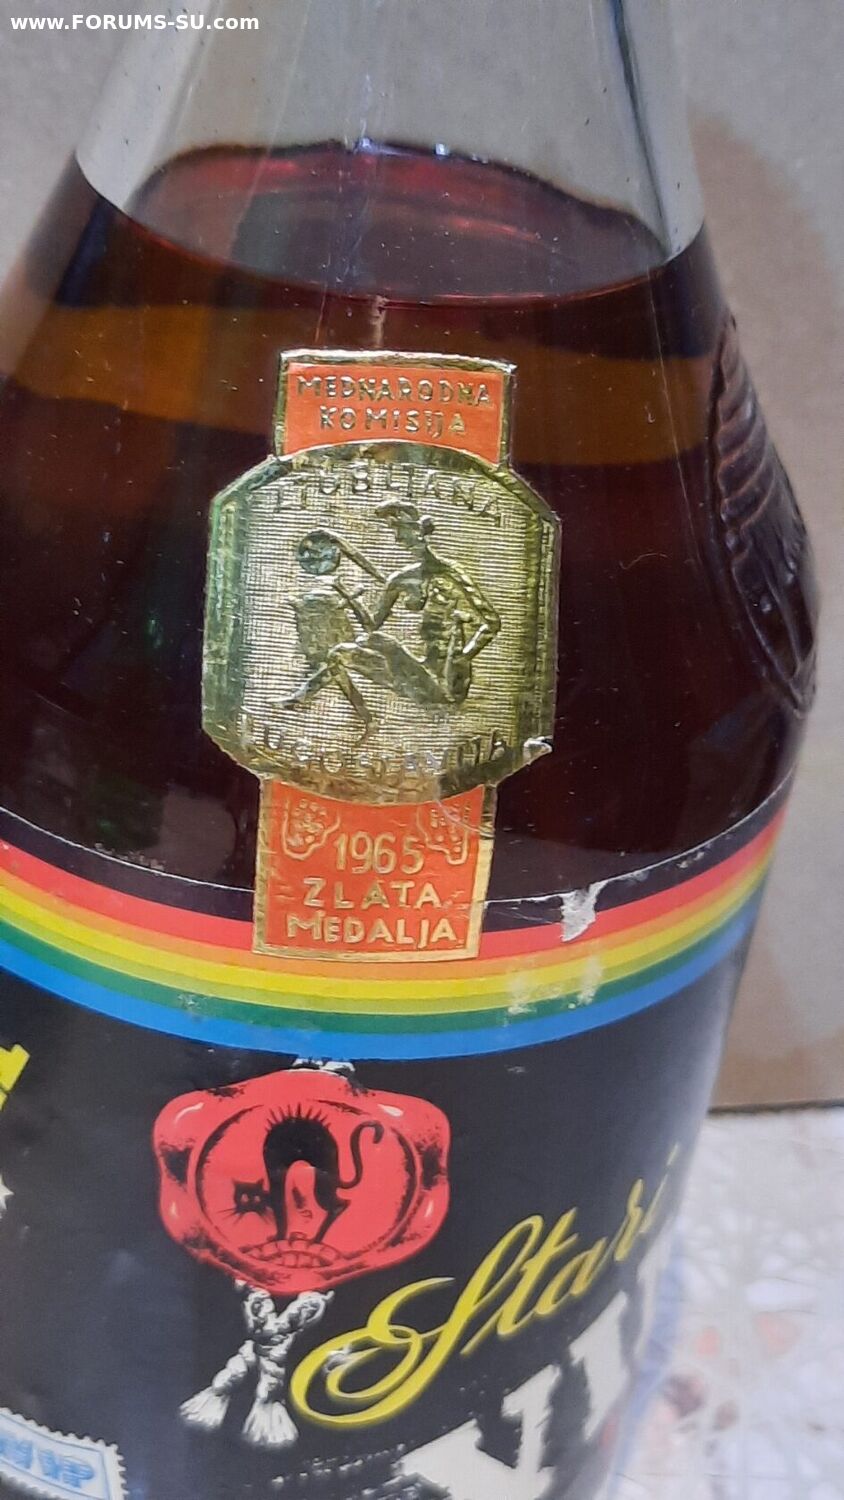 www.FORUMS-SU.com
MEDNARODNA
KOMISIJA
LJUBLJANA
JUGOSLAVIJA
1965
ZLATA
MEDALJA
Stari